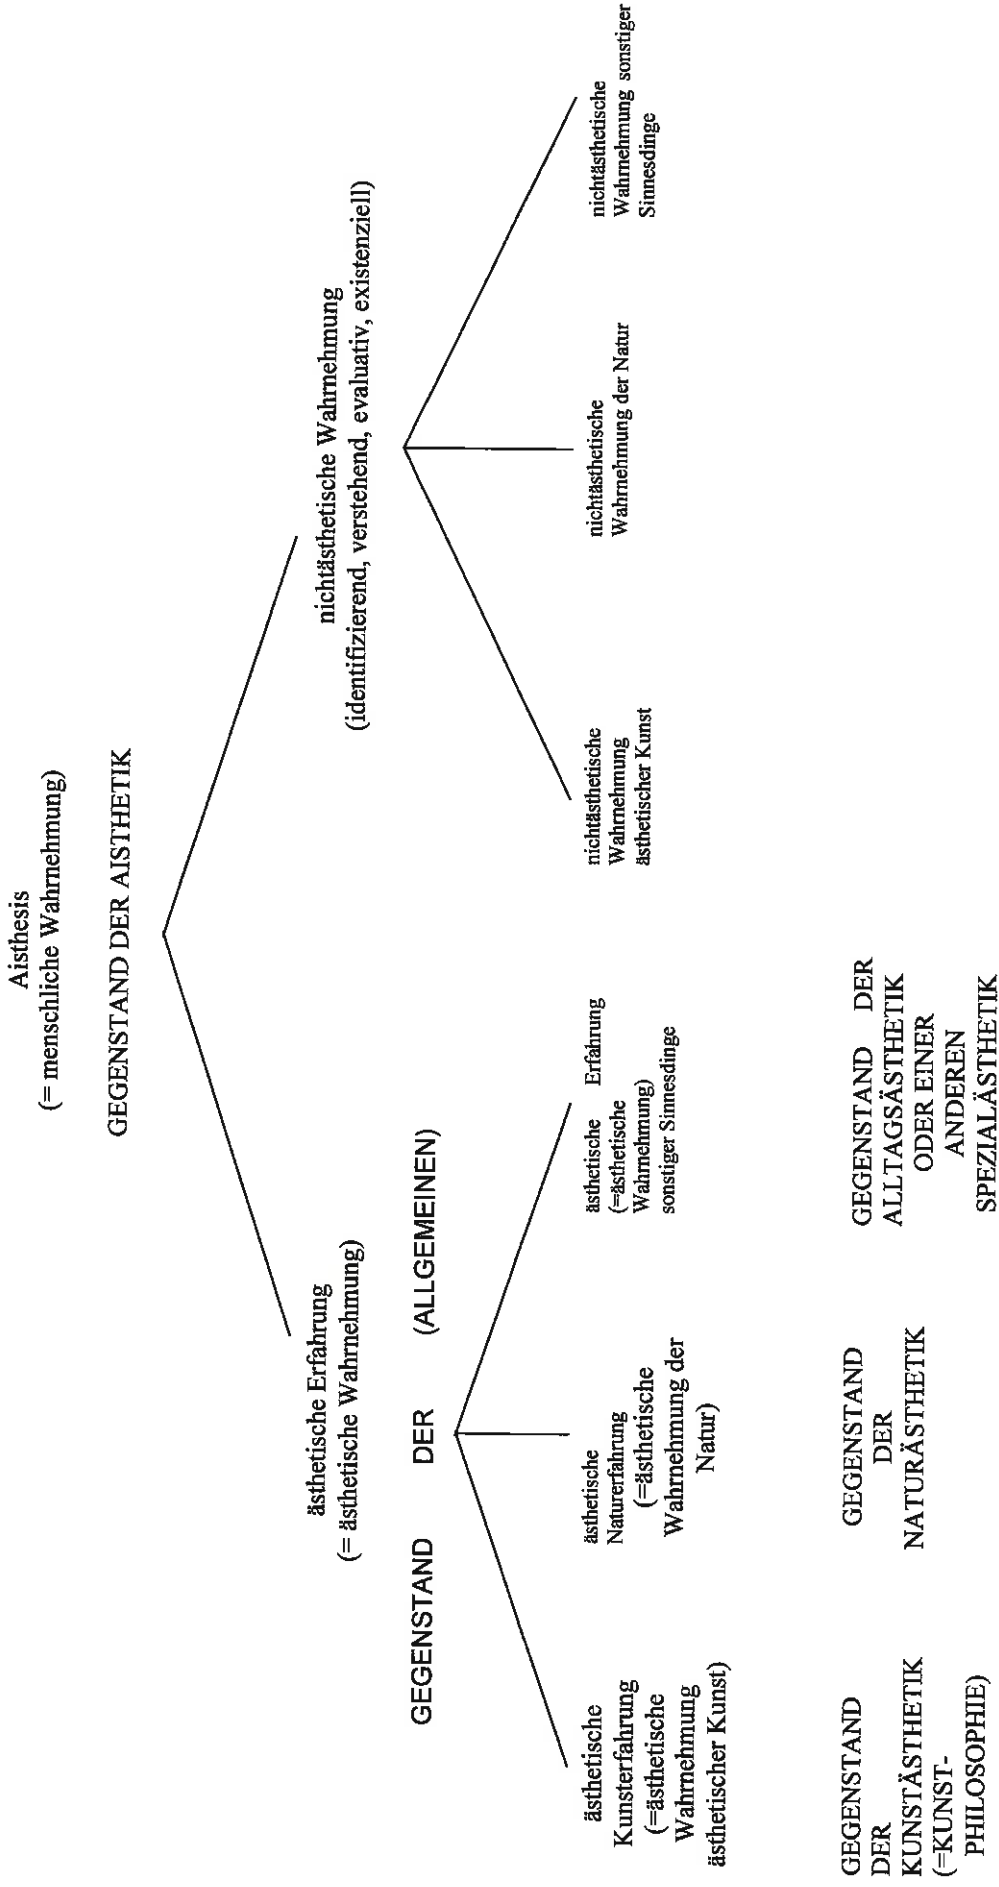 Aisthesis
(= menschliche Wahrnehmung)
GEGENSTAND DER AISTHETIK
ästhetische Erfahrung
(= ästhetische Wahrnehmung)
GEGENSTAND DER (ALLGEMEINEN)
nichtästhetische Wahrnehmung
(identifizierend, verstehend, evaluativ, existenziell)
ästhetische
Kunsterfahrung
(=ästhetische
Wahrnehmung
ästhetischer Kunst)
ästhetische
Naturerfahrung
(=ästhetische
Wahrnehmung der
Natur)
ästhetische Erfahrung
(=ästhetische
Wahrnehmung)
sonstiger Sinnesdinge
nichtästhetische
Wahrnehmung
ästhetischer Kunst
nichtästhetische
Wahrnehmung der Natur
nichtästhetische
Wahrnehmung sonstiger
Sinnesdinge
GEGENSTAND
DER
KUNSTÄSTHETIK
(=KUNST-
PHILOSOPHIE)
GEGENSTAND
DER
NATURÄSTHETIK
GEGENSTAND DER
ALLTAGSÄSTHETIK
ODER EINER
ANDEREN
SPEZIALÄSTHETIK